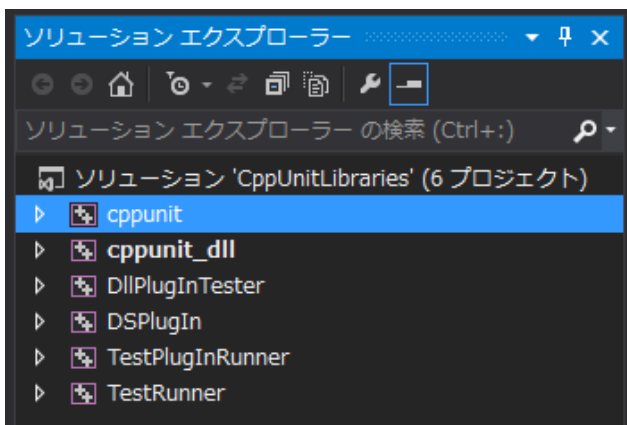 ソリューション エクスプローラー
ソリューション エクスプローラー の検索 (Ctrl+:)
ソリューション 'CppUnitLibraries' (6 プロジェクト)
cppunit
cppunit_dll
DllPlugInTester
DSPlugIn
TestPlugInRunner
TestRunner